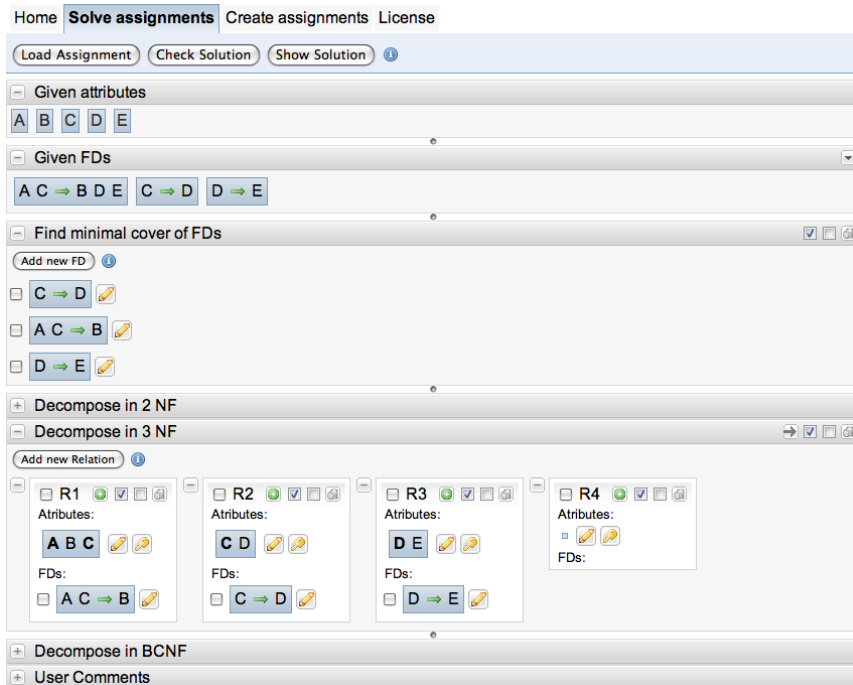 Home Solve assignments Create assignments License
Load Assignment Check Solution Show Solution
Given attributes
A B C D E
Given FDs
A C ⇒ B D E C ⇒ D D ⇒ E
Find minimal cover of FDs
Add new FD
C ⇒ D
A C ⇒ B
D ⇒ E
Decompose in 2 NF
Decompose in 3 NF
Add new Relation
R1 R2 R3 R4
Atributes: Atributes: Atributes: Atributes:
A B C C D D E
FDs: FDs: FDs: FDs:
A C ⇒ B C ⇒ D D ⇒ E
Decompose in BCNF
User Comments